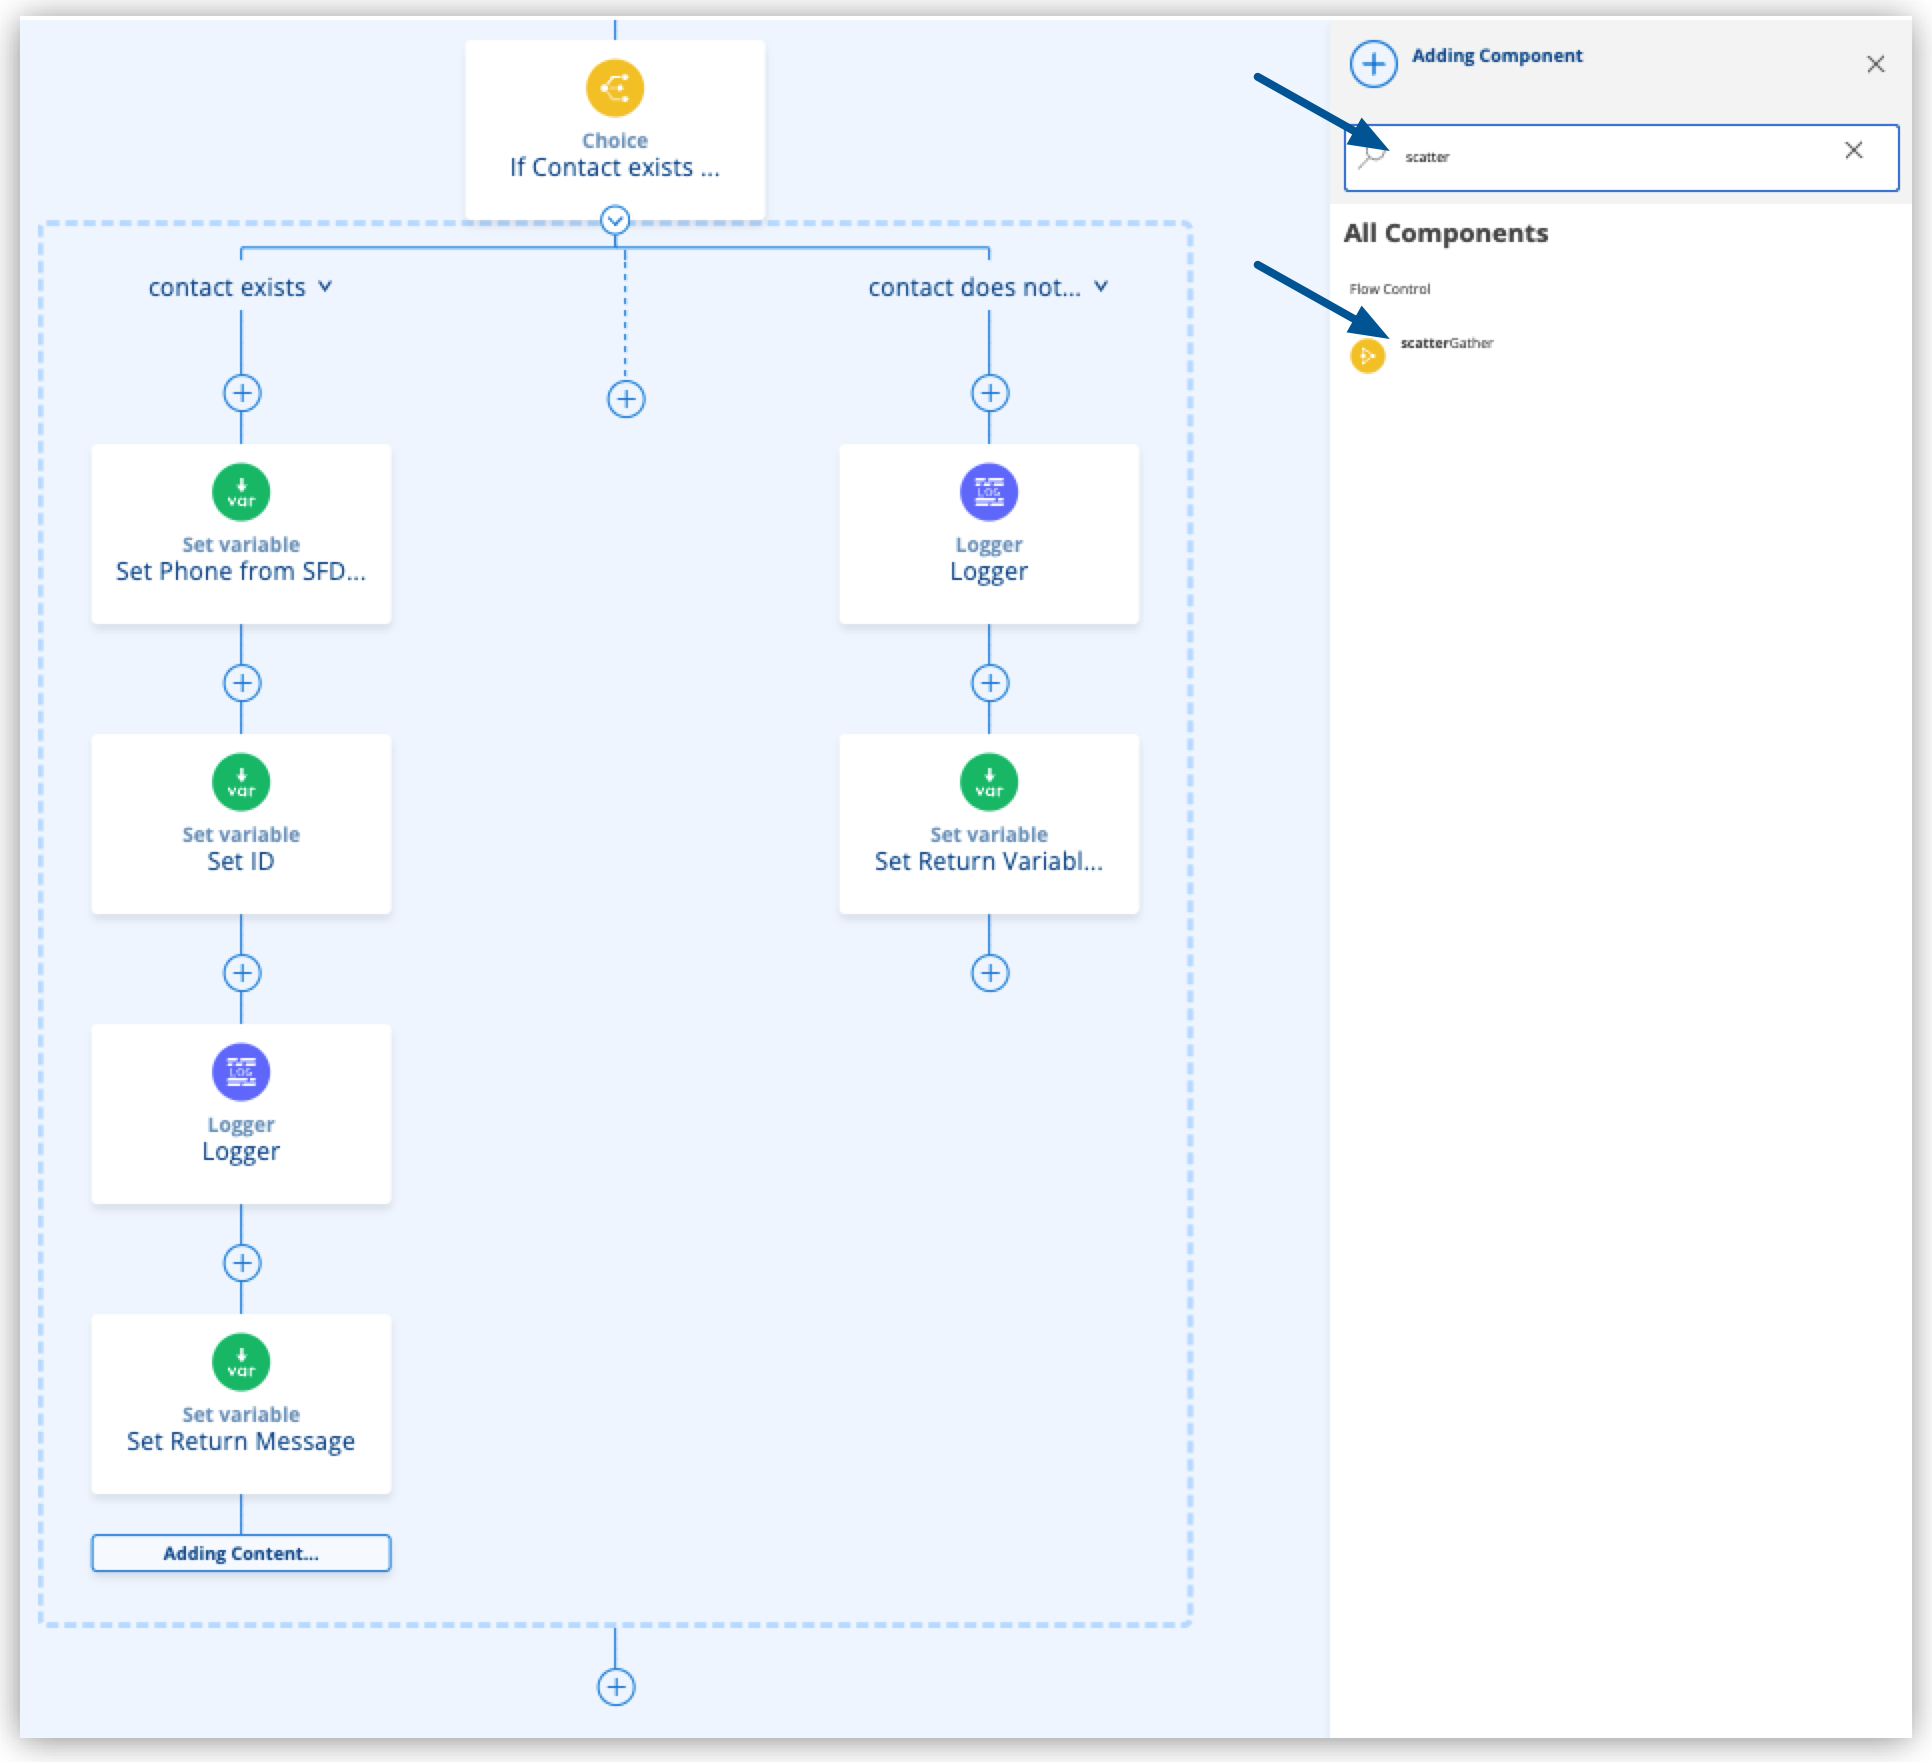 Choice
If Contact exists ...
contact exists
contact does not...
var
Set variable
Set Phone from SFD...
LOG
Logger
Logger
var
Set variable
Set ID
var
Set variable
Set Return Variabl...
LOG
Logger
Logger
var
Set variable
Set Return Message
Adding Content...
Adding Component
scatter
All Components
Flow Control
scatterGather